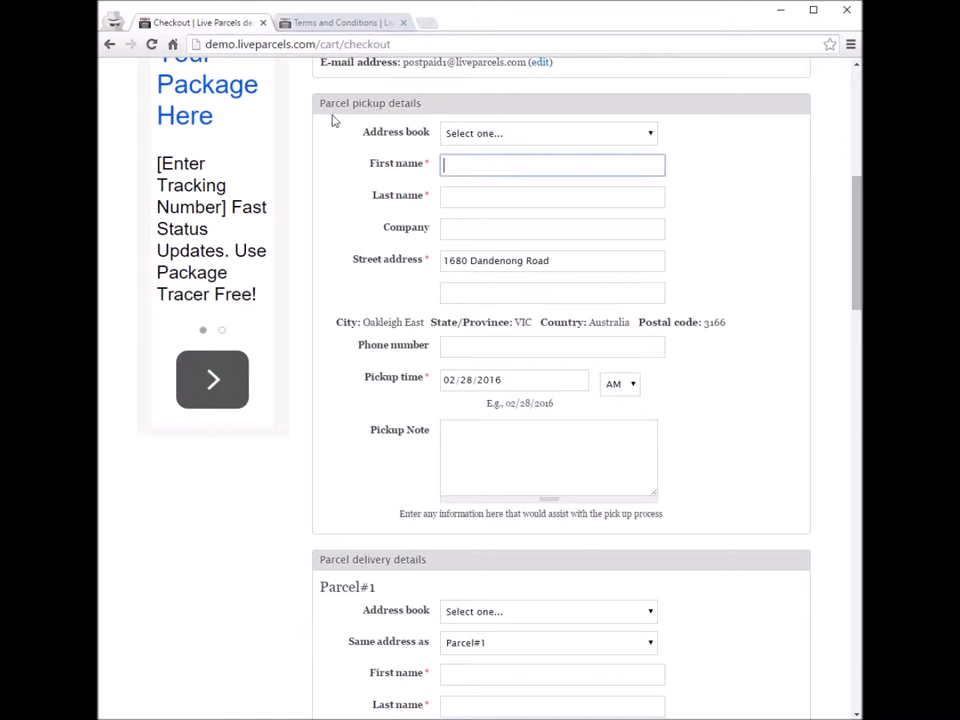 Checkout | Live Parcels de
Terms and Conditions | Li
demo.liveparcels.com/cart/checkout
Your
Package
Here
[Enter
Tracking
Number] Fast
Status
Updates. Use
Package
Tracer Free!
E-mail address: postpaid1@liveparcels.com (edit)
Parcel pickup details
Address book Select one...
First name *
Last name *
Company
Street address * 1680 Dandenong Road
City: Oakleigh East State/Province: VIC Country: Australia Postal code: 3166
Phone number
Pickup time * 02/28/2016 AM
E.g., 02/28/2016
Pickup Note
Enter any information here that would assist with the pick up process
Parcel delivery details
Parcel#1
Address book Select one...
Same address as Parcel#1
First name *
Last name *